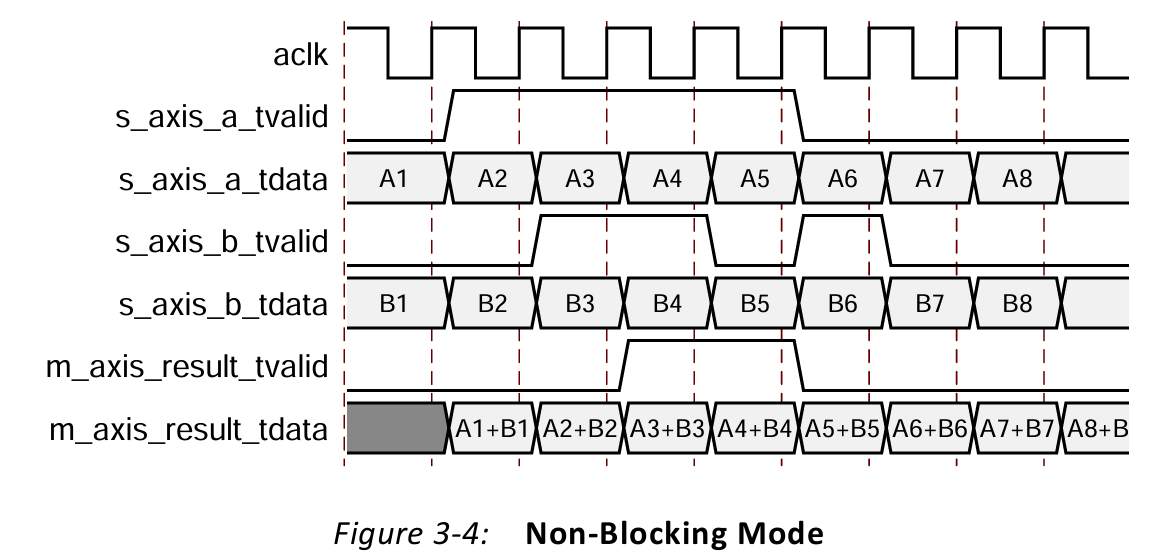 aclk
s_axis_a_tvalid
s_axis_a_tdata A1 A2 A3 A4 A5 A6 A7 A8
s_axis_b_tvalid
s_axis_b_tdata B1 B2 B3 B4 B5 B6 B7 B8
m_axis_result_tvalid
m_axis_result_tdata A1+B1 A2+B2 A3+B3 A4+B4 A5+B5 A6+B6 A7+B7 A8+B
Figure 3-4: Non-Blocking Mode